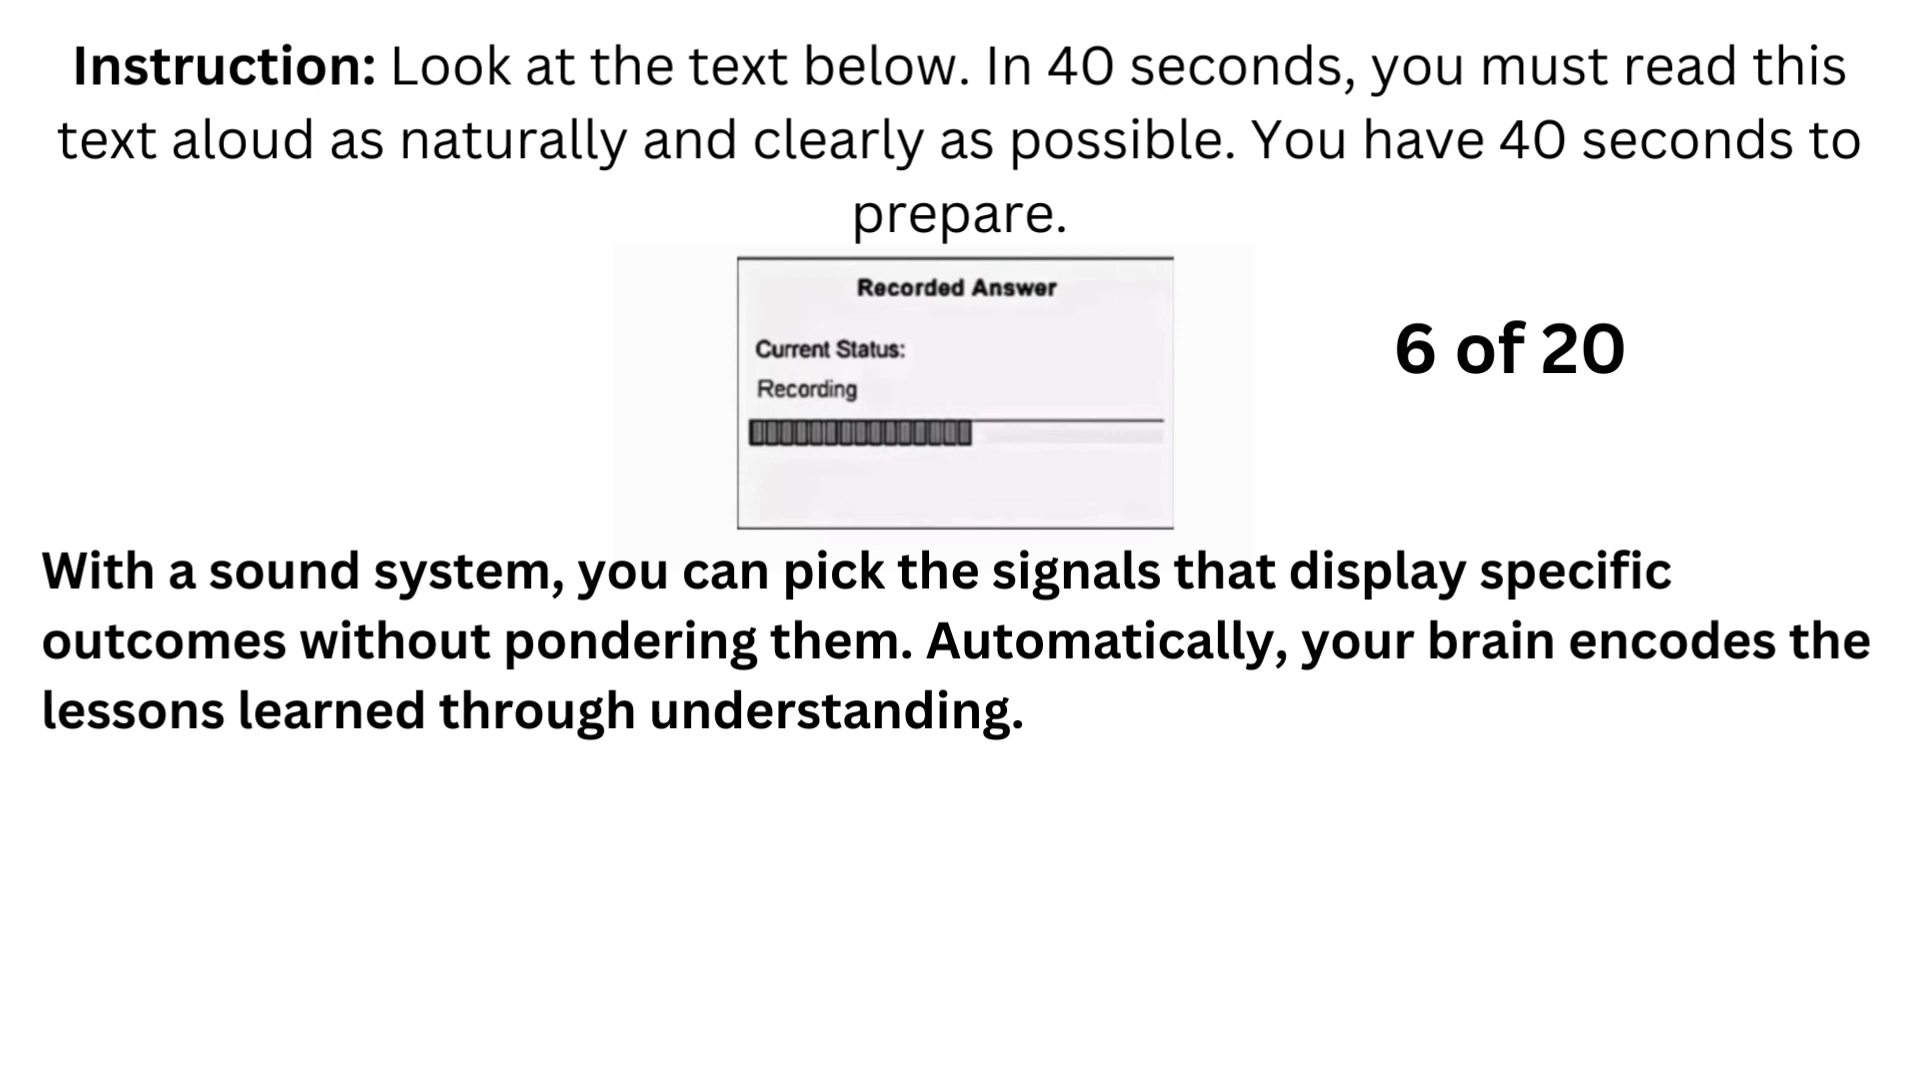 Instruction: Look at the text below. In 40 seconds, you must read this
text aloud as naturally and clearly as possible. You have 40 seconds to
prepare.
Recorded Answer
Current Status:
Recording
6 of 20
With a sound system, you can pick the signals that display specific
outcomes without pondering them. Automatically, your brain encodes the
lessons learned through understanding.